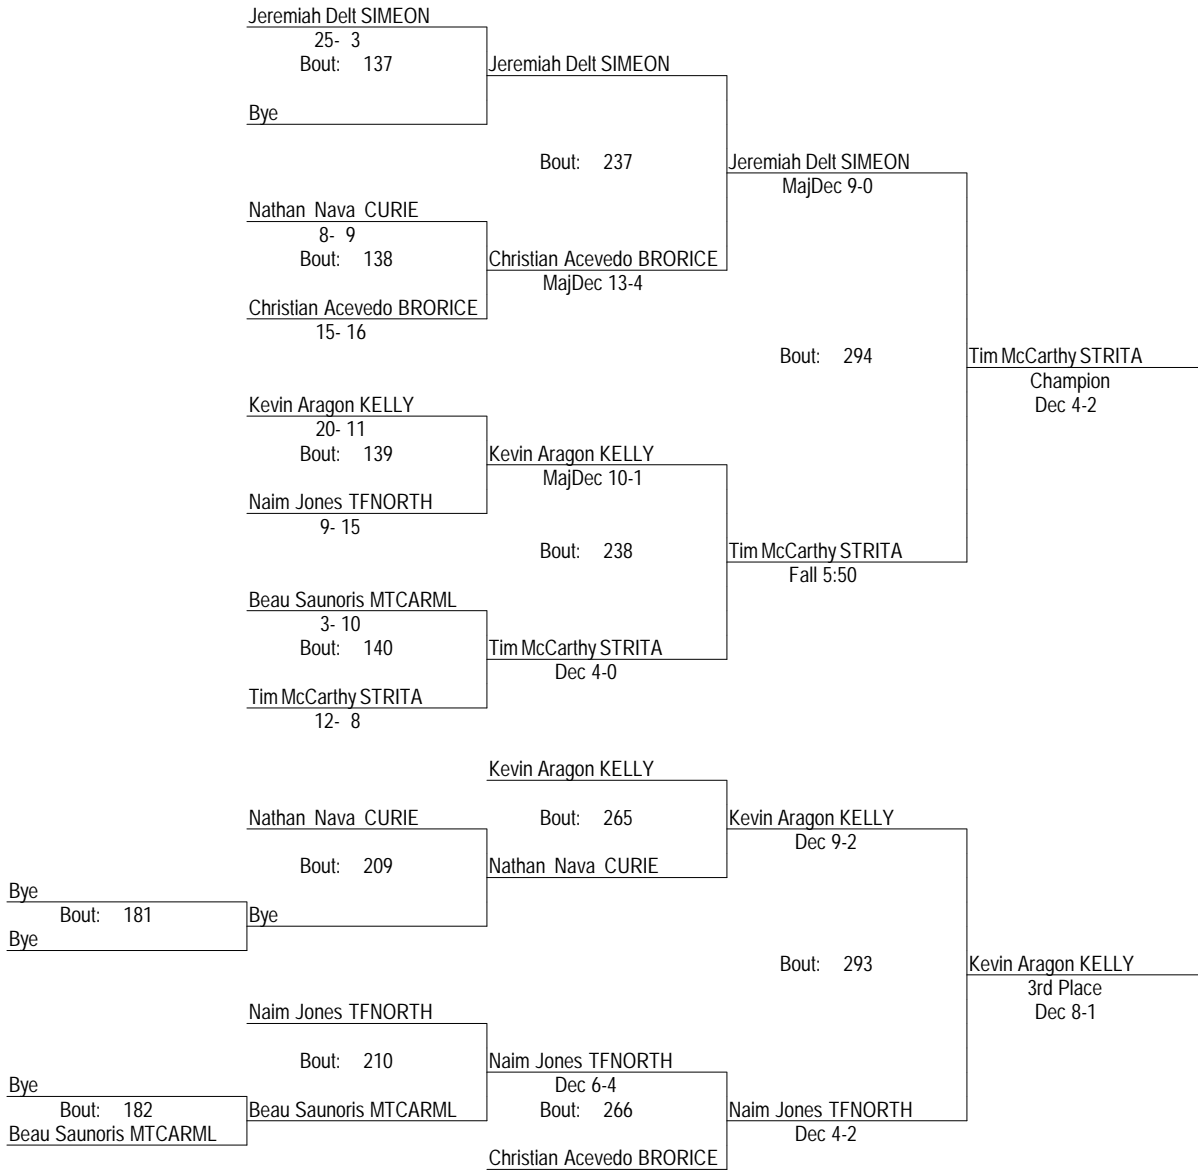 Jeremiah Delt SIMEON
25- 3
Bout: 137
Jeremiah Delt SIMEON
Bye
Bout: 237
Jeremiah Delt SIMEON
MajDec 9-0
Nathan Nava CURIE
8- 9
Bout: 138
Christian Acevedo BRORICE
MajDec 13-4
Christian Acevedo BRORICE
15- 16
Bout: 294
Tim McCarthy STRITA
Champion
Dec 4-2
Kevin Aragon KELLY
20- 11
Bout: 139
Kevin Aragon KELLY
MajDec 10-1
Naim Jones TFNORTH
9- 15
Bout: 238
Tim McCarthy STRITA
Fall 5:50
Beau Saunoris MTCARML
3- 10
Bout: 140
Tim McCarthy STRITA
Dec 4-0
Tim McCarthy STRITA
12- 8
Kevin Aragon KELLY
Nathan Nava CURIE
Bout: 265
Kevin Aragon KELLY
Dec 9-2
Bout: 209
Nathan Nava CURIE
Bye
Bout: 181
Bye
Bye
Bout: 293
Kevin Aragon KELLY
3rd Place
Dec 8-1
Naim Jones TFNORTH
Bout: 210
Naim Jones TFNORTH
Dec 6-4
Bye
Bout: 182
Beau Saunoris MTCARML
Bout: 266
Naim Jones TFNORTH
Dec 4-2
Beau Saunoris MTCARML
Christian Acevedo BRORICE